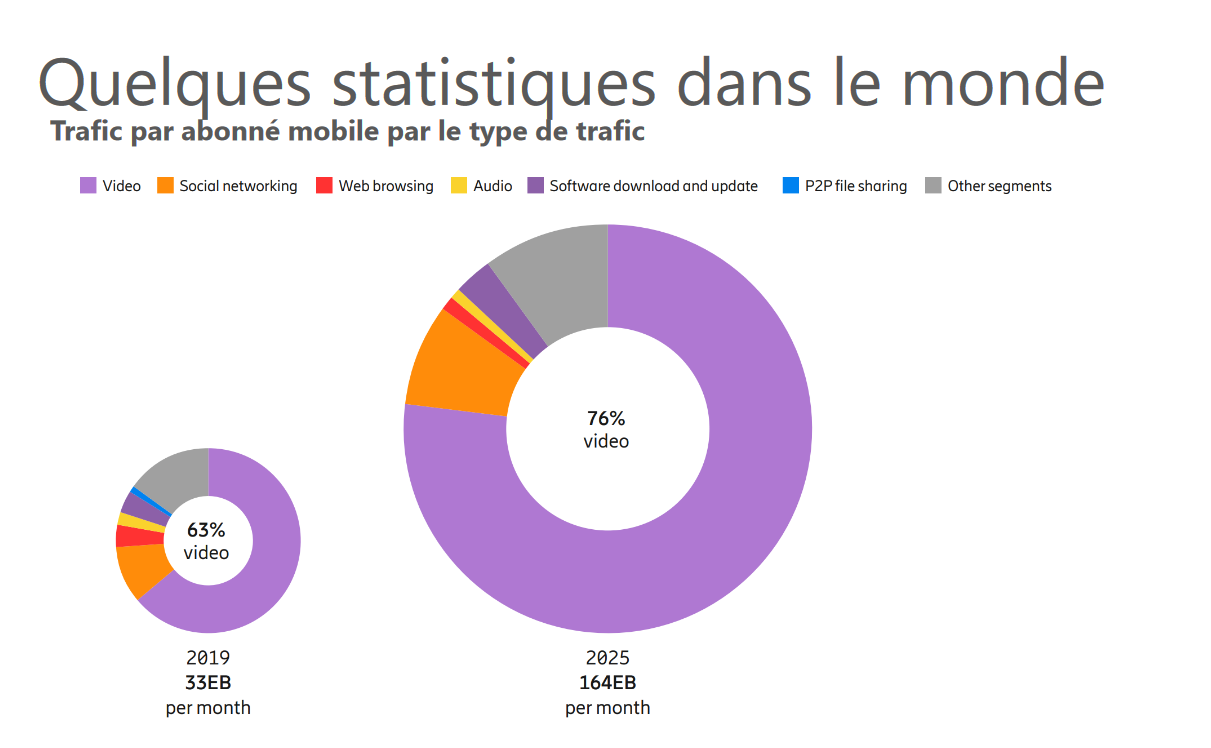 Quelques statistiques dans le monde
Trafic par abonné mobile par le type de trafic
Video Social networking Web browsing Audio Software download and update P2P file sharing Other segments
76%
video
63%
video
2019
33EB
per month
2025
164EB
per month